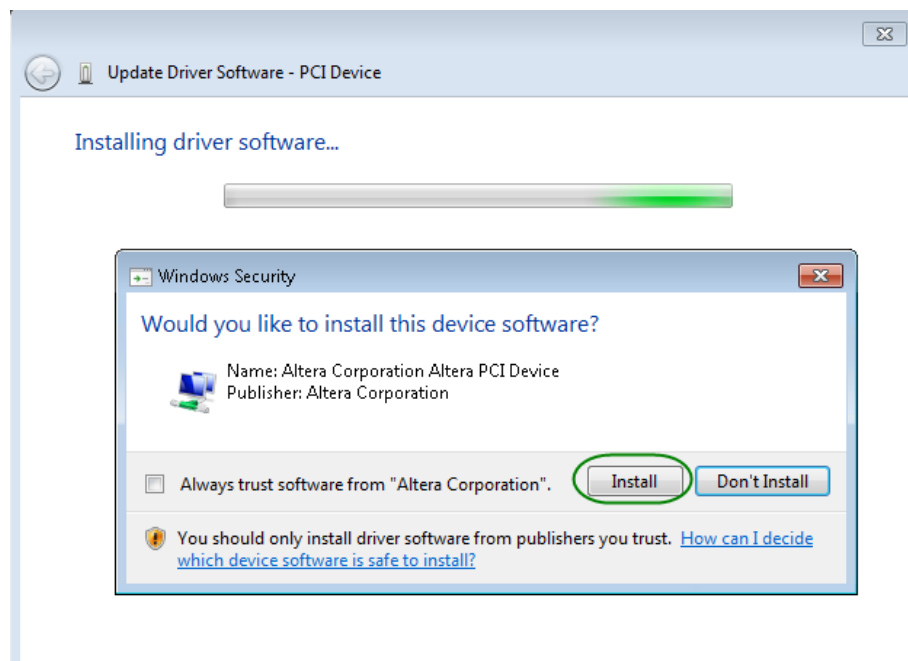 Update Driver Software - PCI Device
Installing driver software...
Windows Security
Would you like to install this device software?
Name: Altera Corporation Altera PCI Device
Publisher: Altera Corporation
Always trust software from "Altera Corporation".
Install
Don't Install
You should only install driver software from publishers you trust. How can I decide
which device software is safe to install?